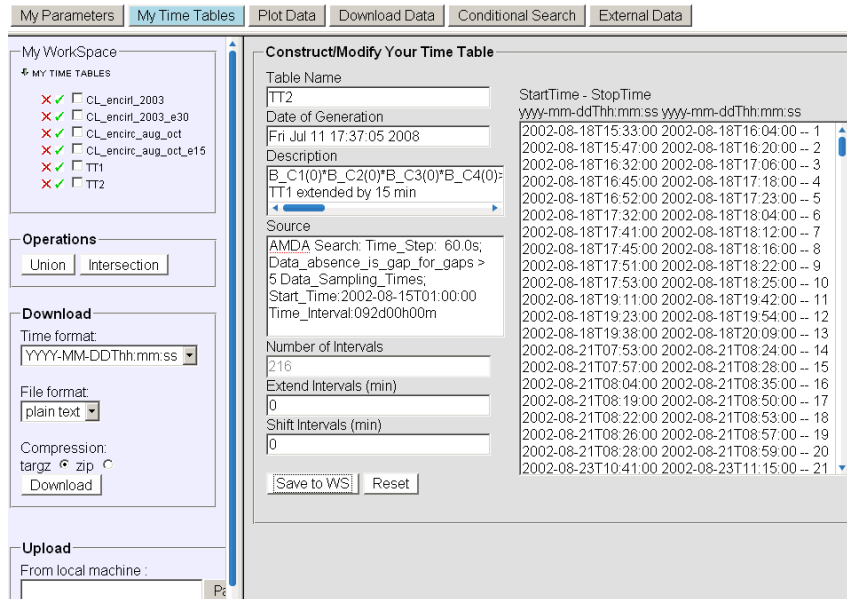 My Parameters My Time Tables Plot Data Download Data Conditional Search External Data
My WorkSpace
MY TIME TABLES
CL_encirl_2003
CL_encirl_2003_e30
CL_encirc_aug_oct
CL_encirc_aug_oct_e15
TT1
TT2
Operations
Union Intersection
Download
Time format:
YYYY-MM-DDThh:mm:ss
File format:
plain text
Compression:
targz zip
Download
Upload
From local machine :
Construct/Modify Your Time Table
Table Name
TT2
Date of Generation
Fri Jul 11 17:37:05 2008
Description
B_C1(0)*B_C2(0)*B_C3(0)*B_C4(0)>
TT1 extended by 15 min
Source
AMDA Search: Time_Step: 60.0s;
Data_absence_is_gap_for_gaps >
5 Data_Sampling_Times;
Start_Time:2002-08-15T01:00:00
Time_Interval:092d00h00m
Number of Intervals
216
Extend Intervals (min)
0
Shift Intervals (min)
0
Save to WS Reset
StartTime - StopTime
yyyy-mm-ddThh:mm:ss yyyy-mm-ddThh:mm:ss
2002-08-18T15:33:00 2002-08-18T16:04:00 -- 1
2002-08-18T15:47:00 2002-08-18T16:20:00 -- 2
2002-08-18T16:32:00 2002-08-18T17:06:00 -- 3
2002-08-18T16:45:00 2002-08-18T17:18:00 -- 4
2002-08-18T16:52:00 2002-08-18T17:23:00 -- 5
2002-08-18T17:32:00 2002-08-18T18:04:00 -- 6
2002-08-18T17:41:00 2002-08-18T18:12:00 -- 7
2002-08-18T17:45:00 2002-08-18T18:16:00 -- 8
2002-08-18T17:51:00 2002-08-18T18:22:00 -- 9
2002-08-18T17:53:00 2002-08-18T18:25:00 -- 10
2002-08-18T19:11:00 2002-08-18T19:42:00 -- 11
2002-08-18T19:23:00 2002-08-18T19:54:00 -- 12
2002-08-18T19:38:00 2002-08-18T20:09:00 -- 13
2002-08-21T07:53:00 2002-08-21T08:24:00 -- 14
2002-08-21T07:57:00 2002-08-21T08:28:00 -- 15
2002-08-21T08:04:00 2002-08-21T08:35:00 -- 16
2002-08-21T08:19:00 2002-08-21T08:50:00 -- 17
2002-08-21T08:22:00 2002-08-21T08:53:00 -- 18
2002-08-21T08:26:00 2002-08-21T08:57:00 -- 19
2002-08-21T08:28:00 2002-08-21T08:59:00 -- 20
2002-08-23T10:41:00 2002-08-23T11:15:00 -- 21